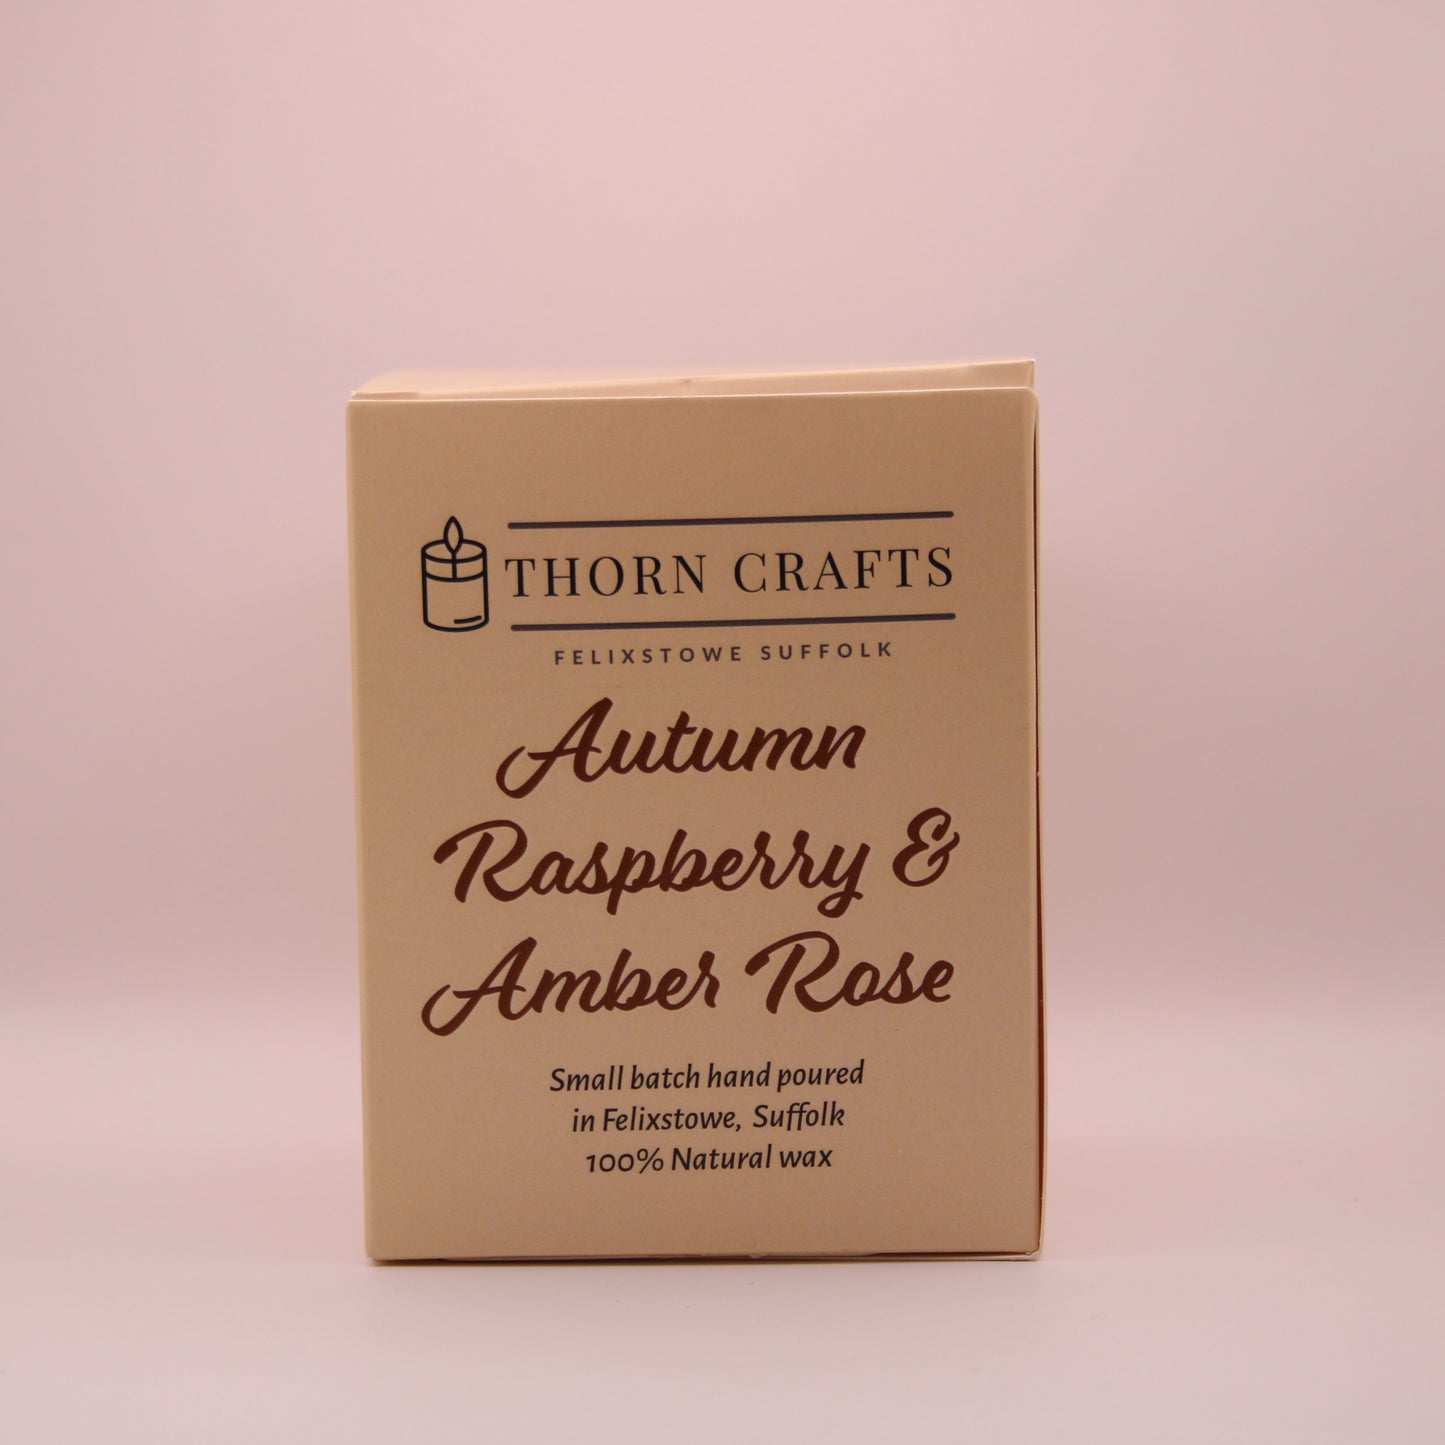 THORN CRAFTS
FELIXSTOWE SUFFOLK
Autumn
Raspberry &
Amber Rose
Small batch hand poured
in Felixstowe, Suffolk
100% Natural wax